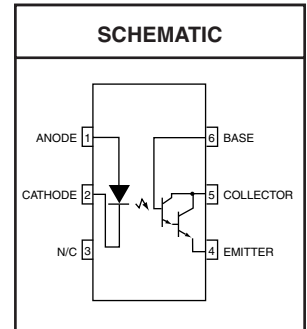 SCHEMATIC
ANODE 1
6 BASE
CATHODE 2
5 COLLECTOR
N/C 3
4 EMITTER